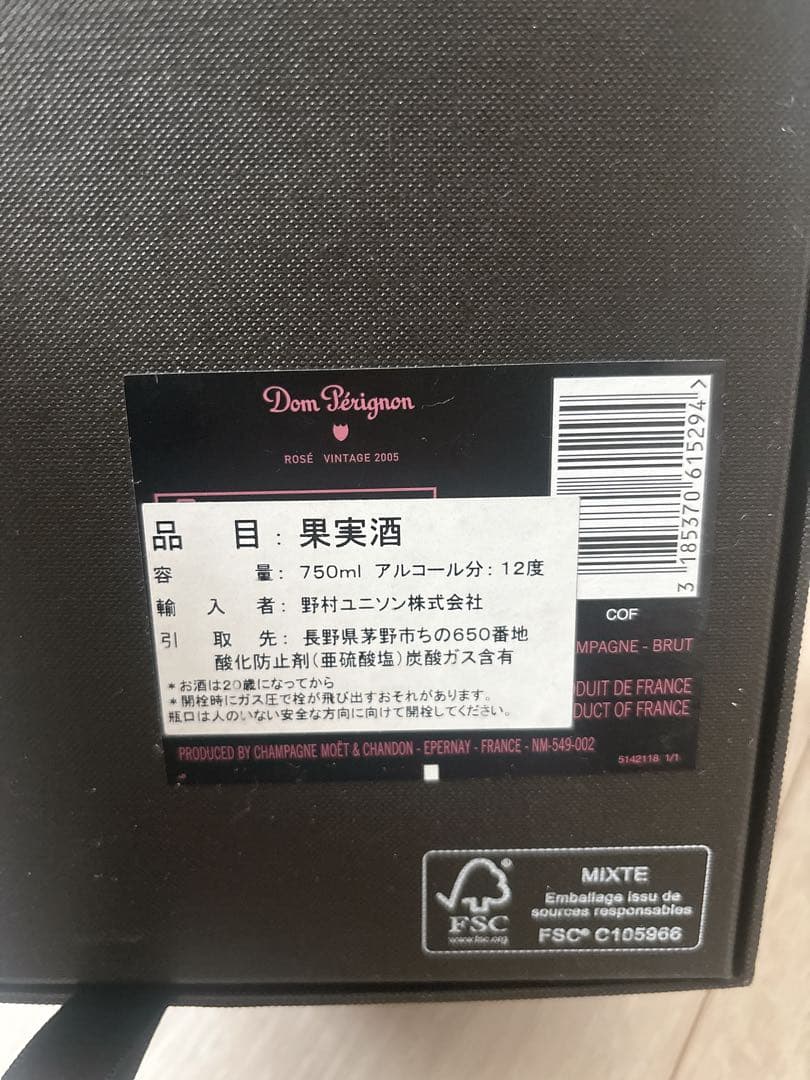 Dom Pérignon
ROSÉ VINTAGE 2005
3 185370 615294 >
COF
品目：果実酒
容量：750ml アルコール分：12度
輸入者：野村ユニソン株式会社
引取先：長野県茅野市ちの650番地
酸化防止剤（亜硫酸塩）炭酸ガス含有
＊お酒は20歳になってから
＊開栓時にガス圧で栓が飛び出すおそれがあります。
瓶口は人のいない安全な方向に向けて開栓してください。
MPAGNE - BRUT
DUIT DE FRANCE
DUCT OF FRANCE
PRODUCED BY CHAMPAGNE MOËT & CHANDON - EPERNAY - FRANCE - NM-549-002
5142118 1/1
FSC
www.fsc.org
MIXTE
Emballage issu de
sources responsables
FSC® C105966